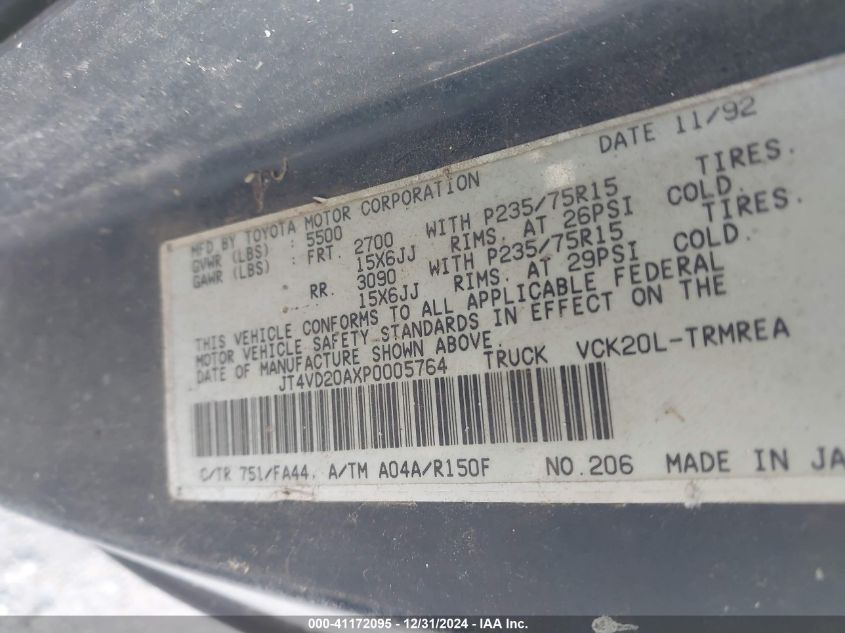 MFD BY TOYOTA MOTOR CORPORATION DATE 11/92
GVWR (LBS) : 5500
GAWR (LBS) : FRT. 2700 WITH P235/75R15 TIRES.
15X6JJ RIMS. AT 26PSI COLD.
RR. 3090 WITH P235/75R15 TIRES.
15X6JJ RIMS. AT 29PSI COLD.
THIS VEHICLE CONFORMS TO ALL APPLICABLE FEDERAL
MOTOR VEHICLE SAFETY STANDARDS IN EFFECT ON THE
DATE OF MANUFACTURE SHOWN ABOVE.
JT4VD20AXP0005764 TRUCK VCK20L-TRMREA
C/TR 751/FA44, A/TM A04A/R150F NO.206 MADE IN JA
000-41172095 - 12/31/2024 - IAA Inc.